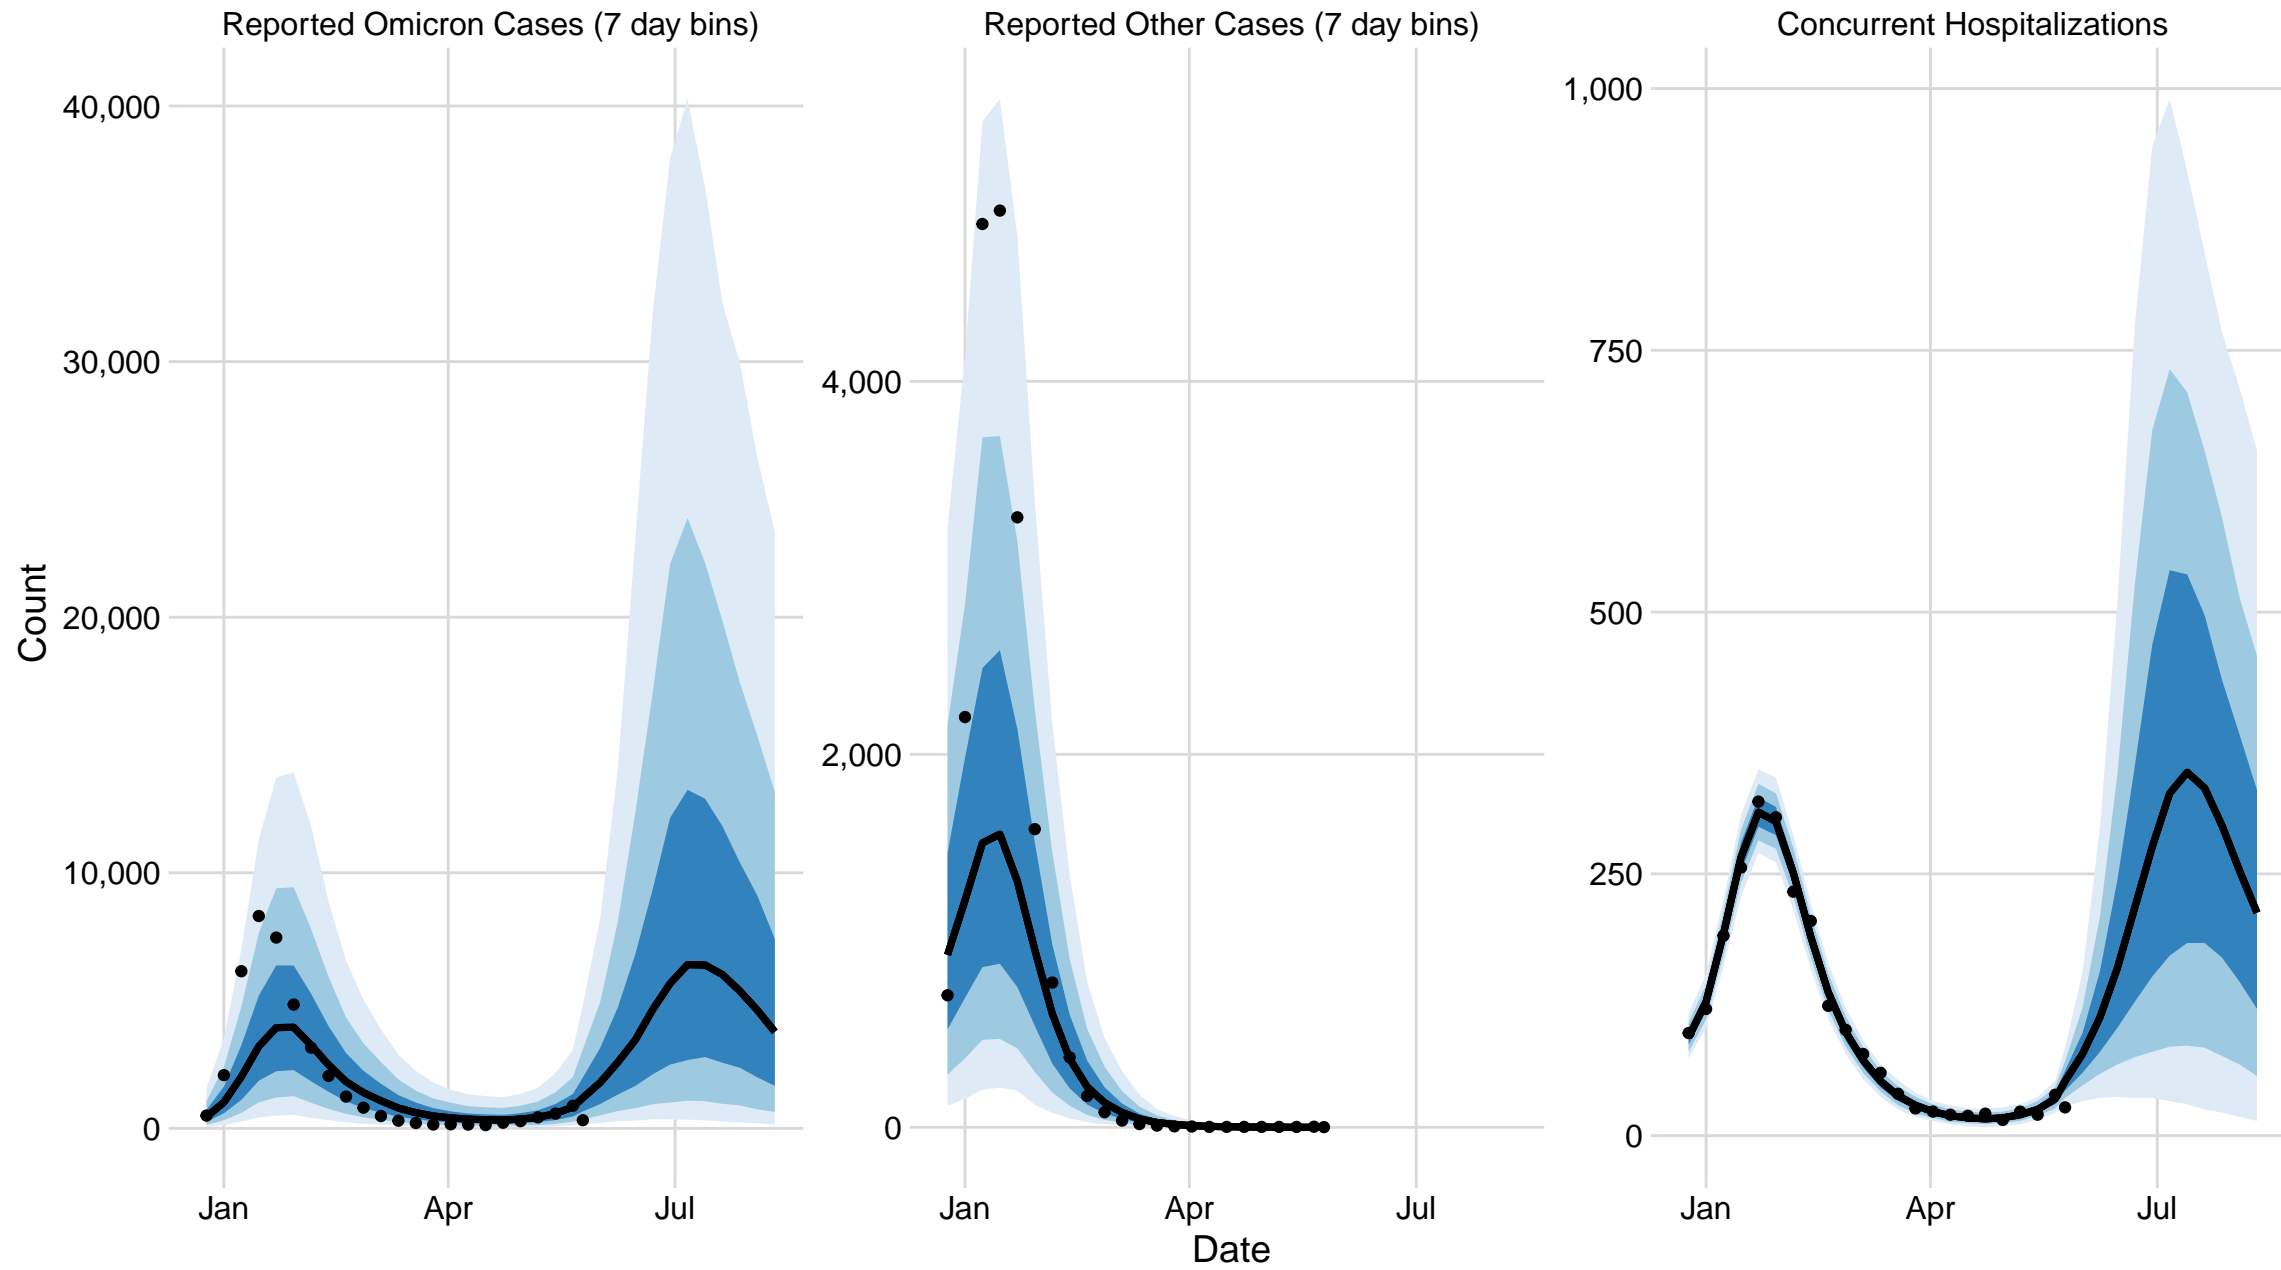 Reported Omicron Cases (7 day bins)
Reported Other Cases (7 day bins)
Concurrent Hospitalizations
Count
40,000
30,000
20,000
10,000
0
4,000
2,000
0
1,000
750
500
250
0
Jan Apr Jul
Jan Apr Jul
Jan Apr Jul
Date